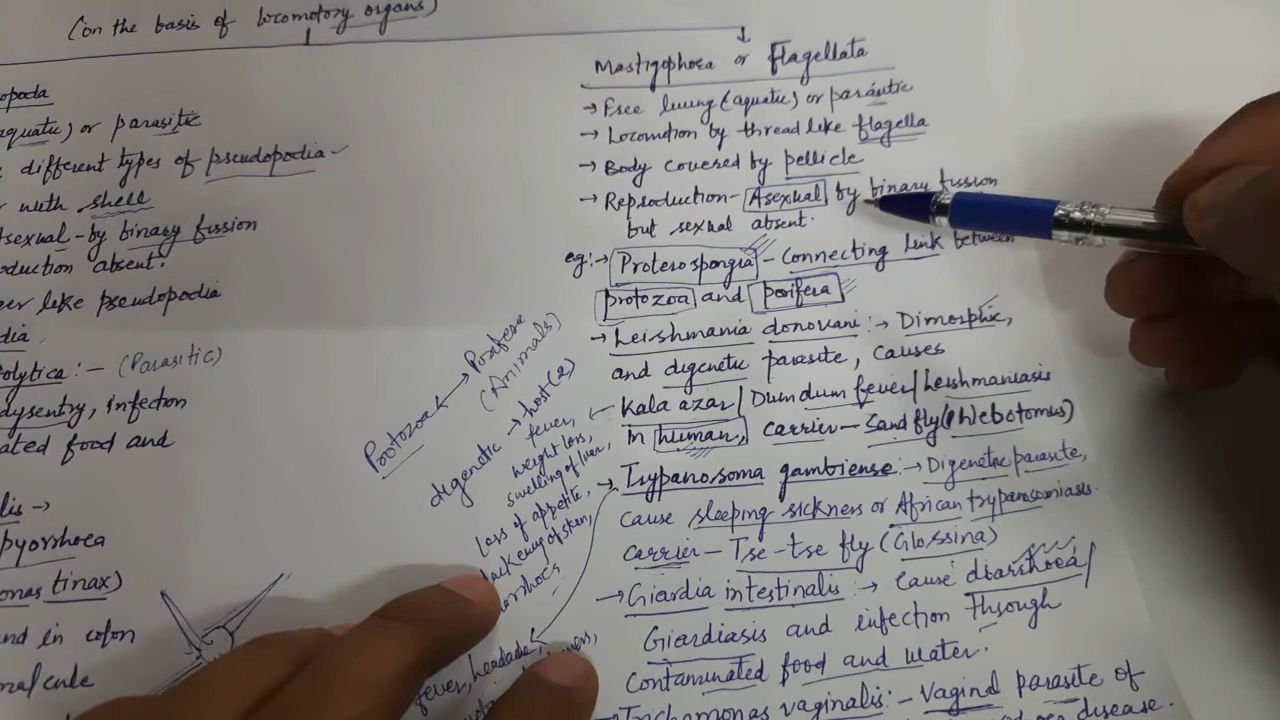 (on the basis of locomotory organs)
opoda
aquatic) or parasitic
different types of pseudopodia
with shell
sexual - by binary fission
oduction absent.
er like pseudopodia
dia
olytica :- (Parasitic)
dysentry, infection
ated food and
lis →
pyorrhoea
onas tinax)
nd in colon
Mastigophora or Flagellata
→ Free living (aquatic) or parasitic
→ Locomotion by thread like flagella
→ Body covered by pellicle
→ Reproduction - Asexual by binary fission
but sexual absent.
eg:→ Proterospongia - connecting link between
protozoa and porifera
→ Leishmania donovani :→ Dimorphic,
and digenetic parasite, causes
Kala azar / Dumdum fever / Leishmaniasis
in human, carrier - Sand fly (Phlebotomus)
→ Trypanosoma gambiense :→ Digenetic parasite,
cause sleeping sickness or African trypanosomiasis
carrier - Tse-tse fly (Glossina)
→ Giardia intestinalis :→ cause diarrhoea /
Giardiasis and infection through
contaminated food and water.
→ Trichomonas vaginalis :- Vaginal parasite of
disease.
Protozoa ↔ Porifera
(Animals)
digenetic → host (2)
fever,
weight loss,
swelling of liver,
loss of appetite,
fever, headache,